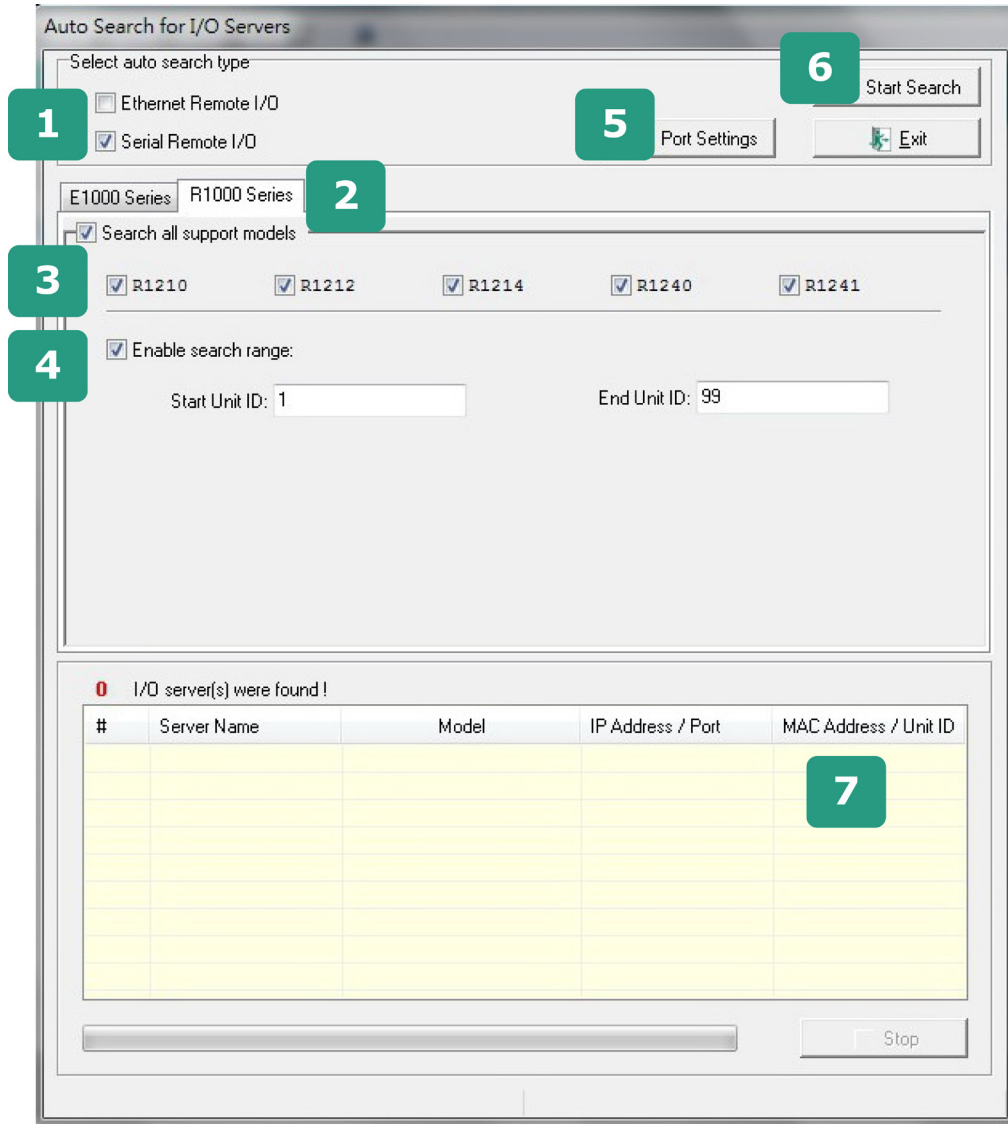 Auto Search for I/O Servers
Select auto search type
6
Start Search
1
Ethernet Remote I/O
Serial Remote I/O
5
Port Settings
Exit
E1000 Series
R1000 Series
2
Search all support models
3
R1210 R1212 R1214 R1240 R1241
4
Enable search range:
Start Unit ID: 1 End Unit ID: 99
0 I/O server(s) were found !
# Server Name Model IP Address / Port MAC Address / Unit ID
7
Stop